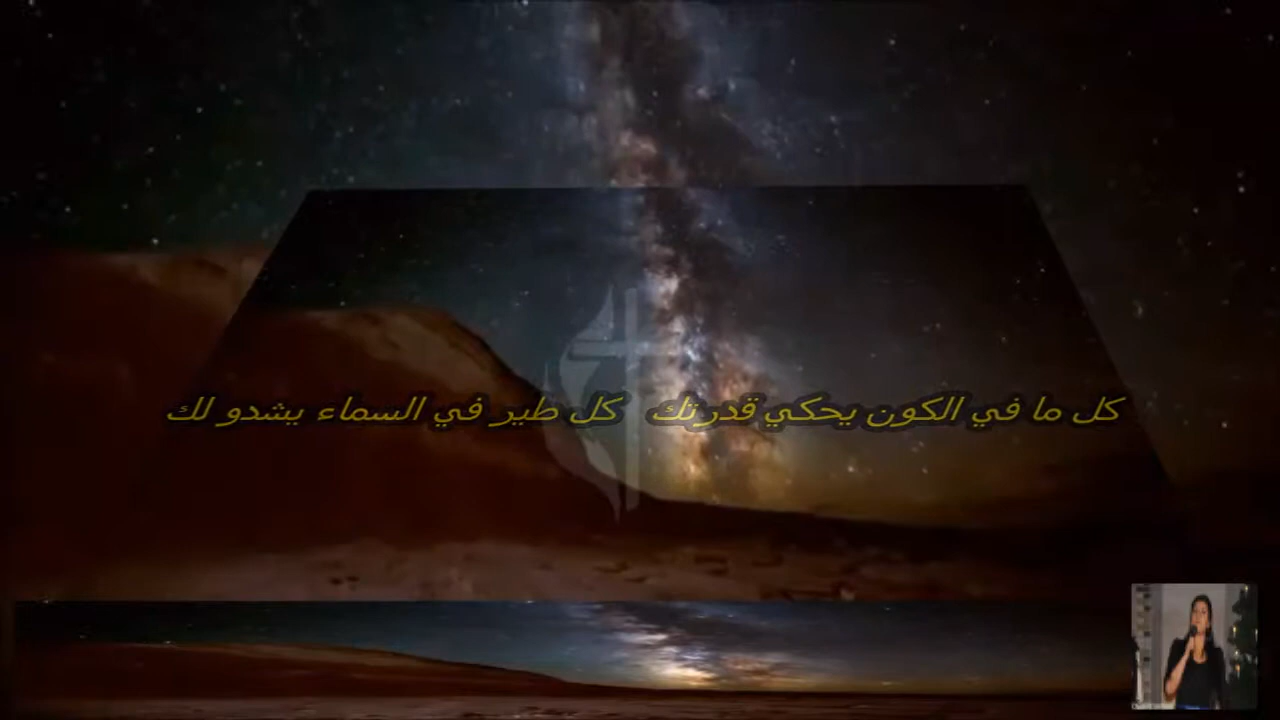 كل ما في الكون يحكي قدرتك كل طير في السماء يشدو لك